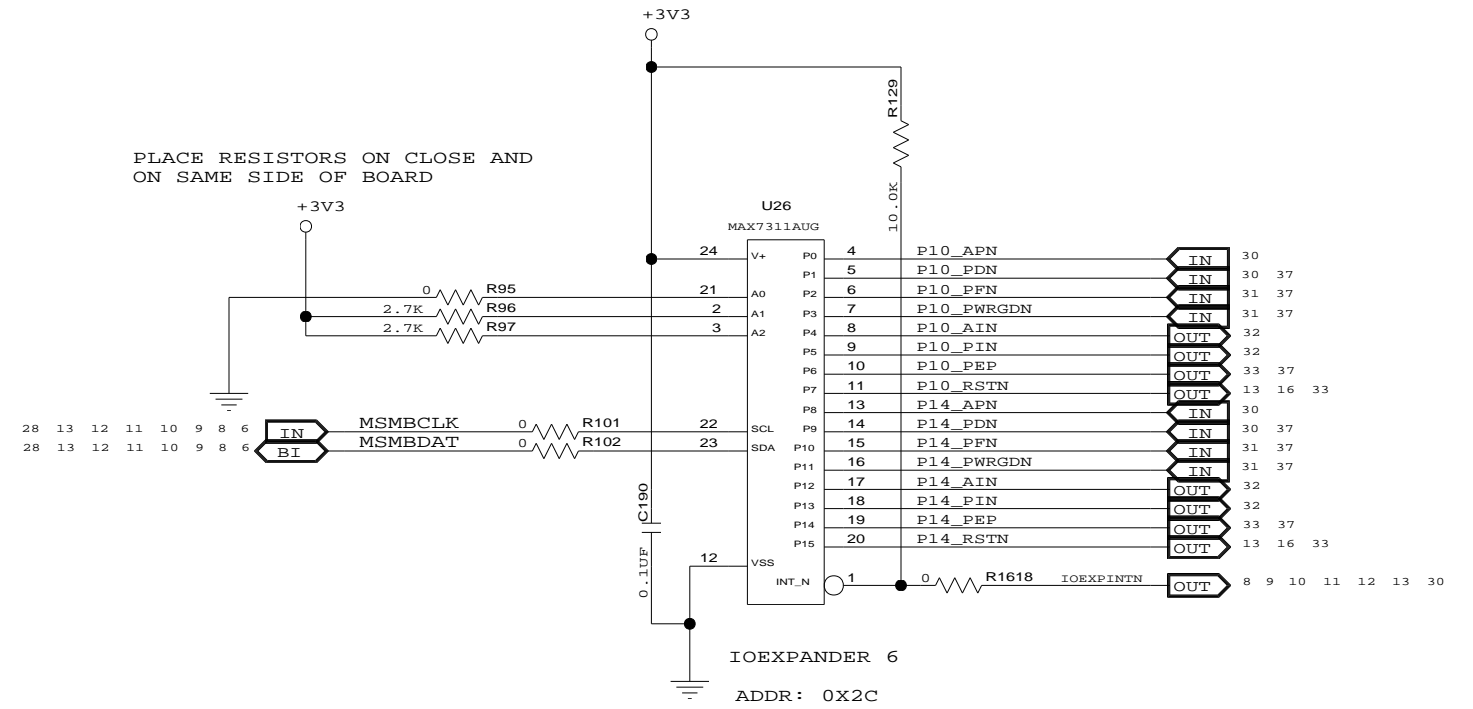 +3V3
R129
10.0K
PLACE RESISTORS ON CLOSE AND
ON SAME SIDE OF BOARD
+3V3
U26
MAX7311AUG
24 V+ P0 4 P10_APN IN 30
P1 5 P10_PDN IN 30 37
0 R95 21 A0 P2 6 P10_PFN IN 31 37
2.7K R96 2 A1 P3 7 P10_PWRGDN IN 31 37
2.7K R97 3 A2 P4 8 P10_AIN OUT 32
P5 9 P10_PIN OUT 32
P6 10 P10_PEP OUT 33 37
P7 11 P10_RSTN OUT 13 16 33
P8 13 P14_APN IN 30
28 13 12 11 10 9 8 6 IN MSMBCLK 0 R101 22 SCL P9 14 P14_PDN IN 30 37
28 13 12 11 10 9 8 6 BI MSMBDAT 0 R102 23 SDA P10 15 P14_PFN IN 31 37
P11 16 P14_PWRGDN IN 31 37
P12 17 P14_AIN OUT 32
P13 18 P14_PIN OUT 32
P14 19 P14_PEP OUT 33 37
P15 20 P14_RSTN OUT 13 16 33
C190
0.1UF
12 VSS
INT_N 1 0 R1618 IOEXPINTN OUT 8 9 10 11 12 13 30
IOEXPANDER 6
ADDR: 0X2C